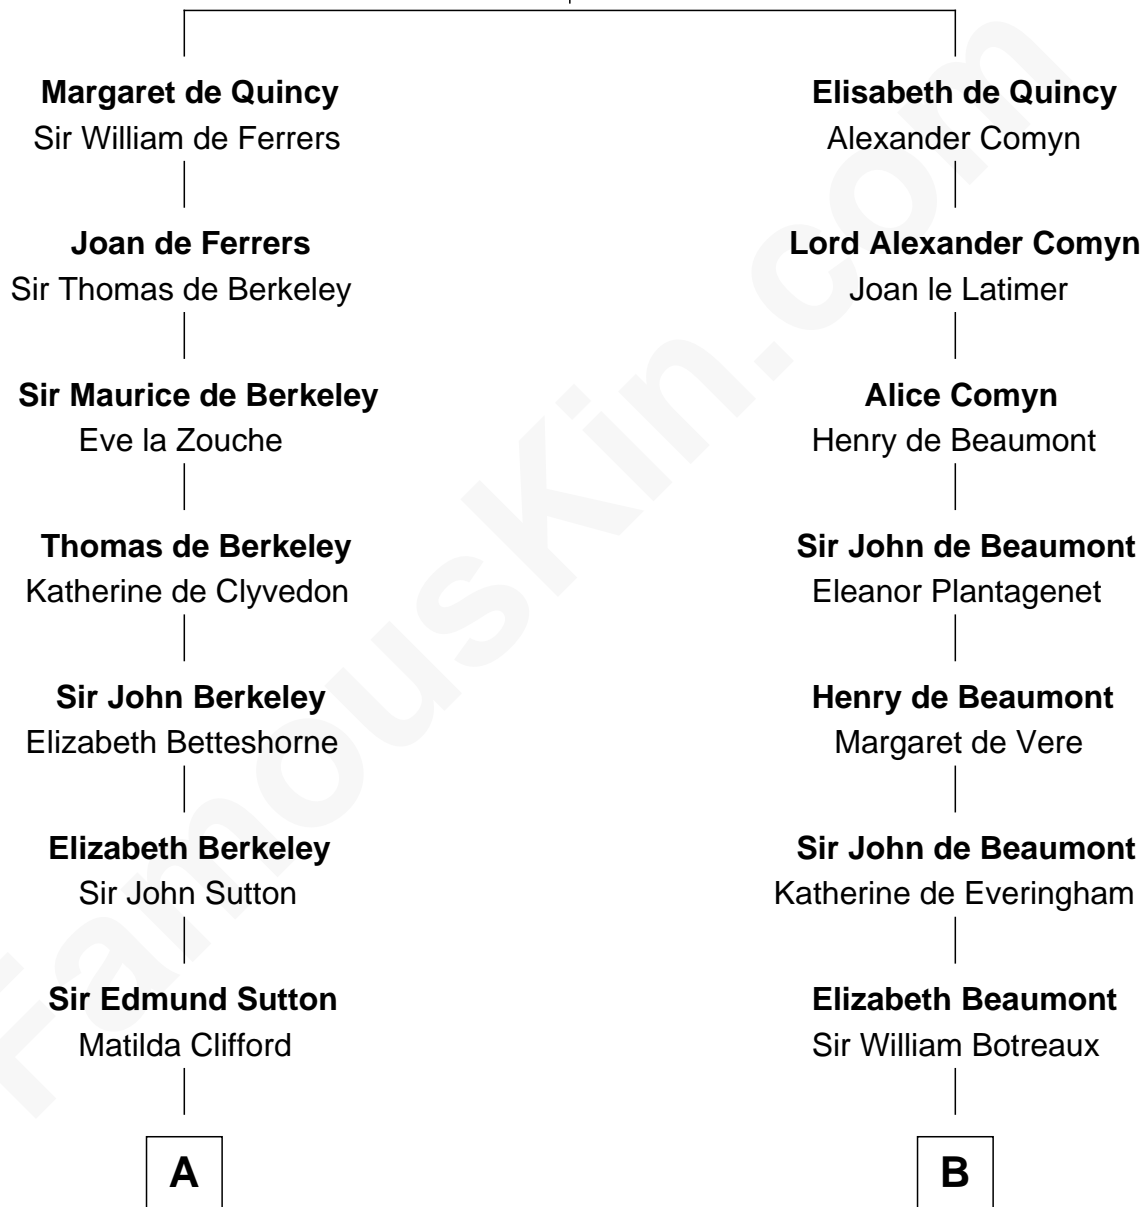 Margaret de Quincy
Sir William de Ferrers
Elisabeth de Quincy
Alexander Comyn
Joan de Ferrers
Sir Thomas de Berkeley
Lord Alexander Comyn
Joan le Latimer
Sir Maurice de Berkeley
Eve la Zouche
Alice Comyn
Henry de Beaumont
Thomas de Berkeley
Katherine de Clyvedon
Sir John de Beaumont
Eleanor Plantagenet
Sir John Berkeley
Elizabeth Betteshorne
Henry de Beaumont
Margaret de Vere
Elizabeth Berkeley
Sir John Sutton
Sir John de Beaumont
Katherine de Everingham
Sir Edmund Sutton
Matilda Clifford
Elizabeth Beaumont
Sir William Botreaux
A
B
FamousKin.com